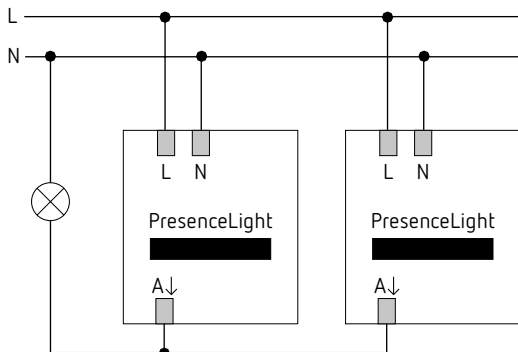 L
N
L N
L N
PresenceLight
PresenceLight
A↓
A↓